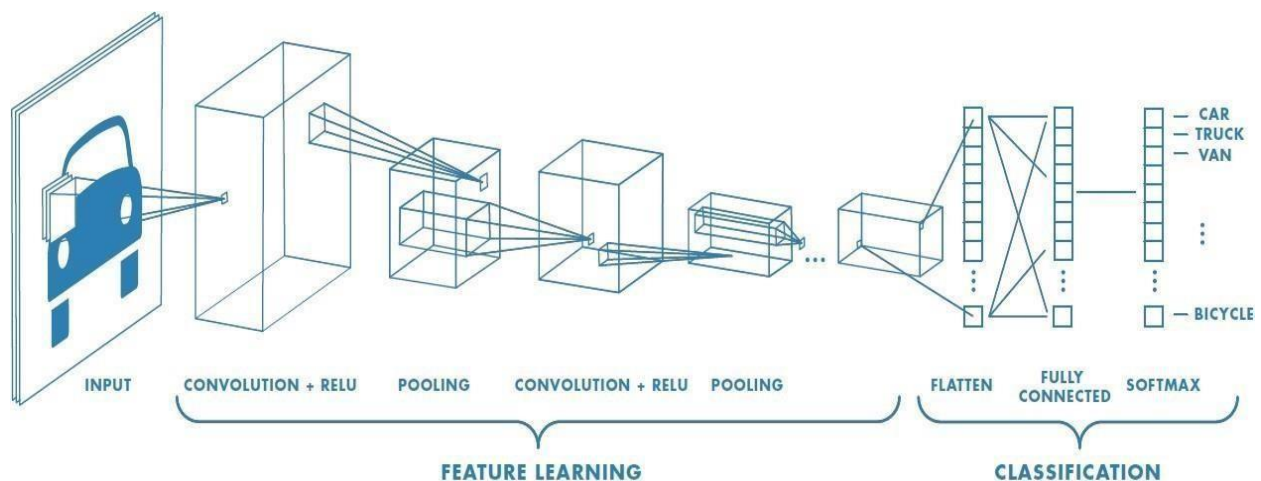 CAR
TRUCK
VAN
BICYCLE
INPUT
CONVOLUTION + RELU
POOLING
CONVOLUTION + RELU
POOLING
FLATTEN
FULLY
CONNECTED
SOFTMAX
FEATURE LEARNING
CLASSIFICATION